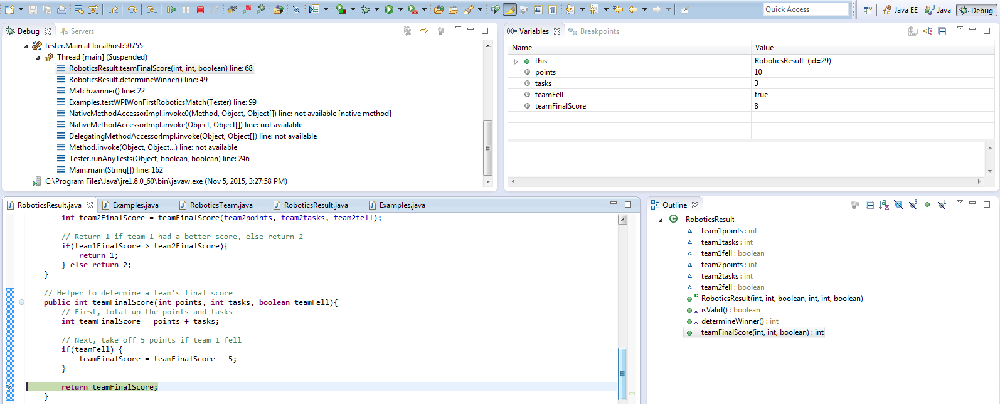 Quick Access
Java EE
Java
Debug
Debug
Servers
tester.Main at localhost:50755
Thread [main] (Suspended)
RoboticsResult.teamFinalScore(int, int, boolean) line: 68
RoboticsResult.determineWinner() line: 49
Match.winner() line: 22
Examples.testWPIWonFirstRoboticsMatch(Tester) line: 99
NativeMethodAccessorImpl.invoke0(Method, Object, Object[]) line: not available [native method]
NativeMethodAccessorImpl.invoke(Object, Object[]) line: not available
DelegatingMethodAccessorImpl.invoke(Object, Object[]) line: not available
Method.invoke(Object, Object...) line: not available
Tester.runAnyTests(Object, boolean, boolean) line: 246
Main.main(String[]) line: 162
C:\Program Files\Java\jre1.8.0_60\bin\javaw.exe (Nov 5, 2015, 3:27:58 PM)
(x)= Variables
Breakpoints
Name Value
this RoboticsResult (id=29)
points 10
tasks 3
teamFell true
teamFinalScore 8
RoboticsResult.java
Examples.java
RoboticsTeam.java
RoboticsResult.java
Examples.java
int team2FinalScore = teamFinalScore(team2points, team2tasks, team2fell);
// Return 1 if team 1 had a better score, else return 2
if(team1FinalScore > team2FinalScore){
return 1;
} else return 2;
}
// Helper to determine a team's final score
public int teamFinalScore(int points, int tasks, boolean teamFell){
// First, total up the points and tasks
int teamFinalScore = points + tasks;
// Next, take off 5 points if team 1 fell
if(teamFell) {
teamFinalScore = teamFinalScore - 5;
}
return teamFinalScore;
}
Outline
RoboticsResult
team1points : int
team1tasks : int
team1fell : boolean
team2points : int
team2tasks : int
team2fell : boolean
RoboticsResult(int, int, boolean, int, int, boolean)
isValid() : boolean
determineWinner() : int
teamFinalScore(int, int, boolean) : int